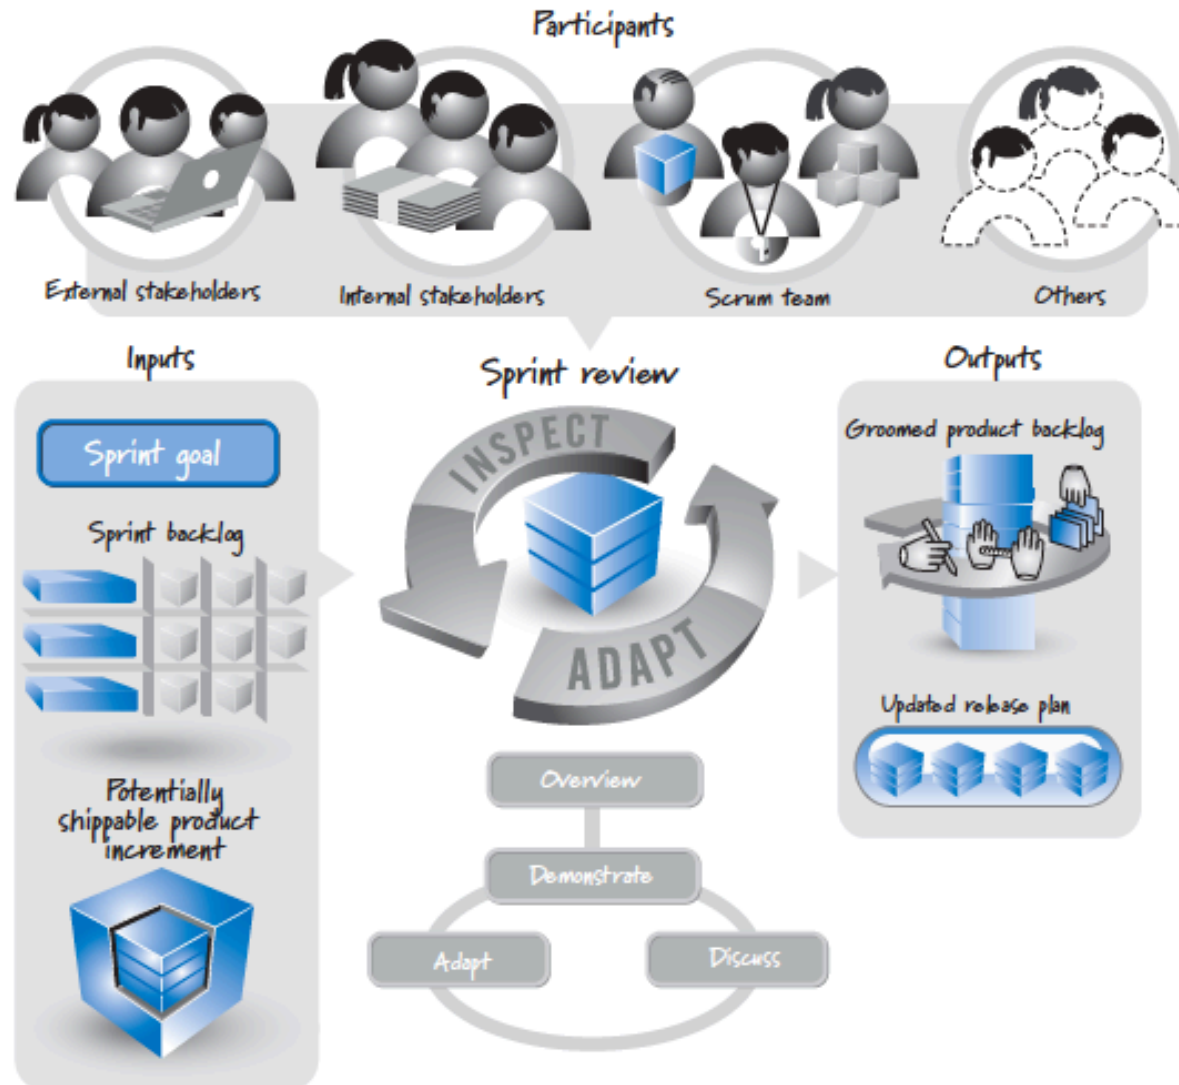 Participants
External stakeholders
Internal stakeholders
Scrum team
Others
Inputs
Sprint goal
Sprint backlog
Potentially
shippable product
increment
Sprint review
INSPECT
ADAPT
Overview
Demonstrate
Adapt
Discuss
Outputs
Groomed product backlog
Updated release plan